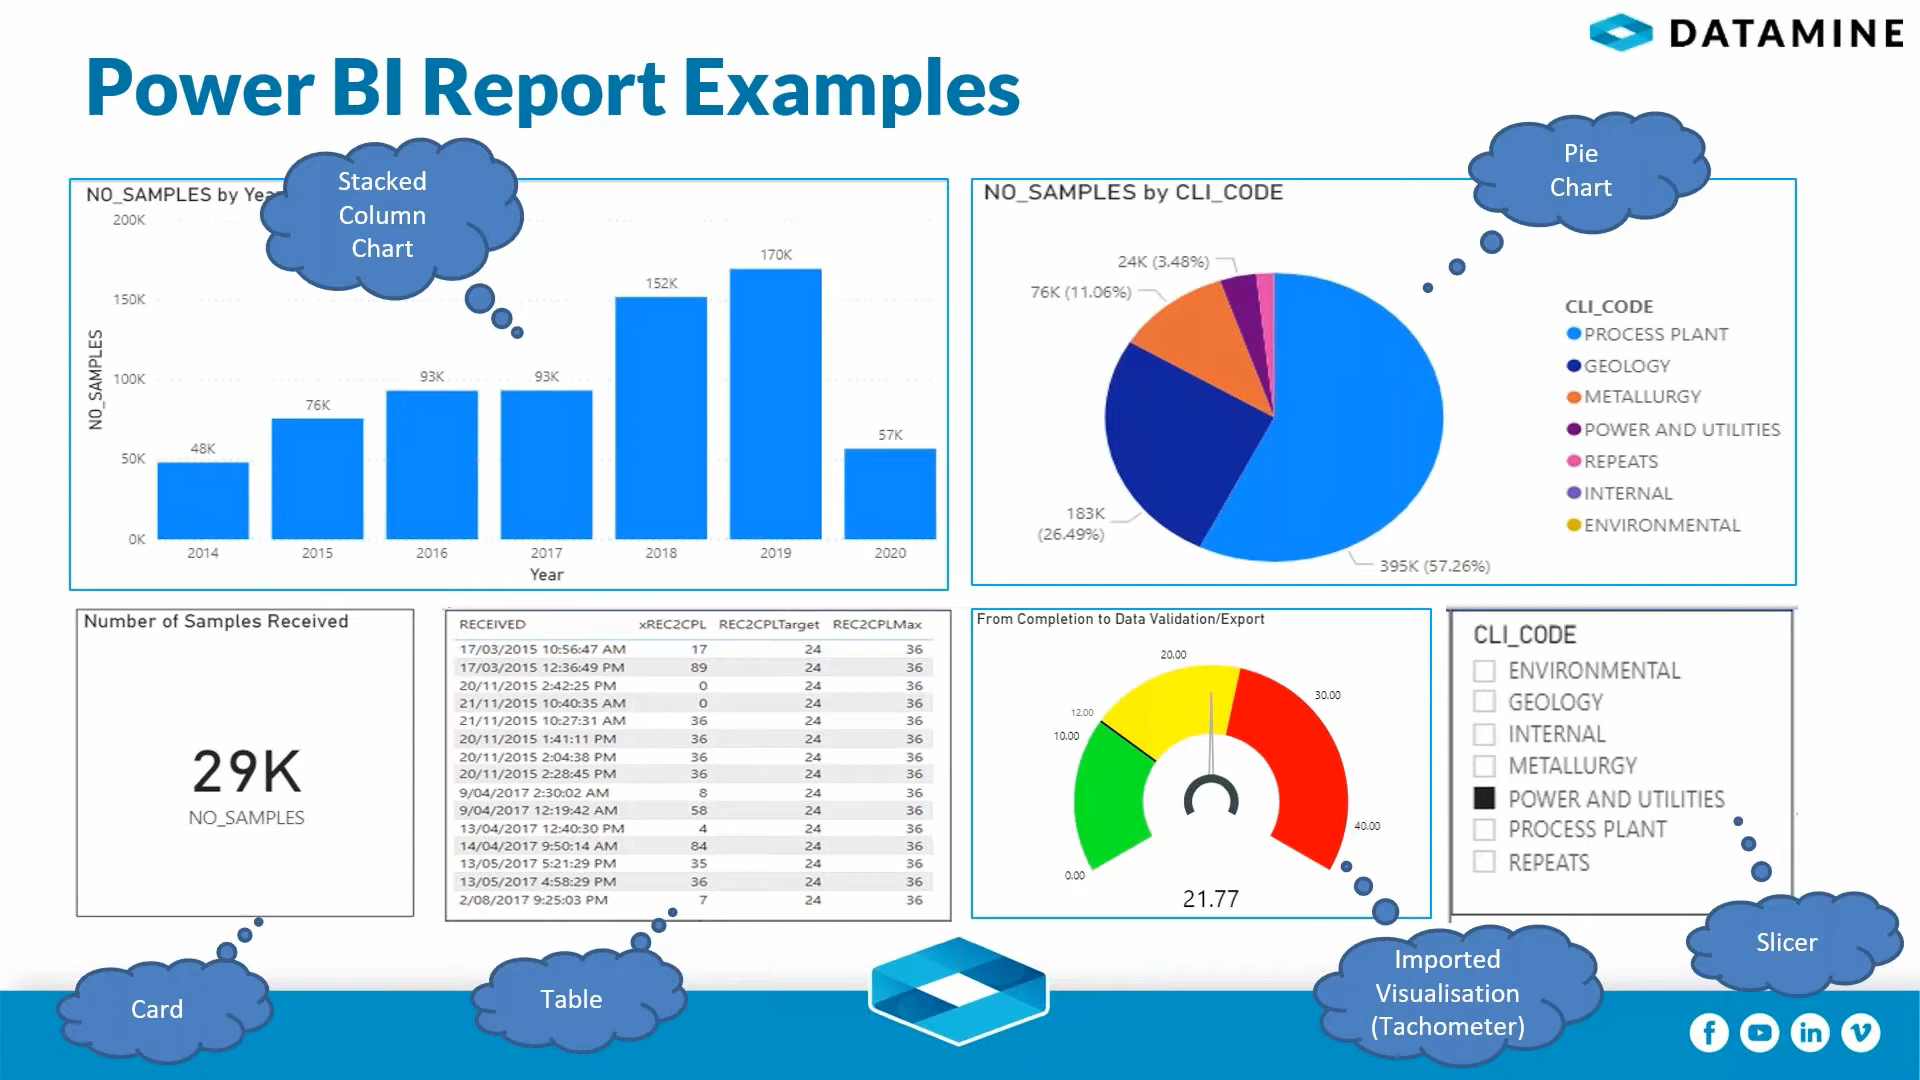 DATAMINE
Power BI Report Examples
Stacked
Column
Chart
Pie
Chart
NO_SAMPLES by Yea
200K
150K
100K
50K
0K
NO_SAMPLES
48K
76K
93K
93K
152K
170K
57K
2014 2015 2016 2017 2018 2019 2020
Year
NO_SAMPLES by CLI_CODE
24K (3.48%)
76K (11.06%)
183K
(26.49%)
395K (57.26%)
CLI_CODE
PROCESS PLANT
GEOLOGY
METALLURGY
POWER AND UTILITIES
REPEATS
INTERNAL
ENVIRONMENTAL
Number of Samples Received
29K
NO_SAMPLES
RECEIVED xREC2CPL REC2CPLTarget REC2CPLMax
17/03/2015 10:56:47 AM 17 24 36
17/03/2015 12:36:49 PM 89 24 36
20/11/2015 2:42:25 PM 0 24 36
21/11/2015 10:40:35 AM 0 24 36
21/11/2015 10:27:31 AM 36 24 36
20/11/2015 1:41:11 PM 36 24 36
20/11/2015 2:04:38 PM 36 24 36
20/11/2015 2:28:45 PM 36 24 36
9/04/2017 2:30:02 AM 8 24 36
9/04/2017 12:19:42 AM 58 24 36
13/04/2017 12:40:30 PM 4 24 36
14/04/2017 9:50:14 AM 84 24 36
13/05/2017 5:21:29 PM 35 24 36
13/05/2017 4:58:29 PM 36 24 36
2/08/2017 9:25:03 PM 7 24 36
From Completion to Data Validation/Export
0.00
10.00
12.00
20.00
30.00
40.00
21.77
CLI_CODE
ENVIRONMENTAL
GEOLOGY
INTERNAL
METALLURGY
POWER AND UTILITIES
PROCESS PLANT
REPEATS
Card
Table
Imported
Visualisation
(Tachometer)
Slicer